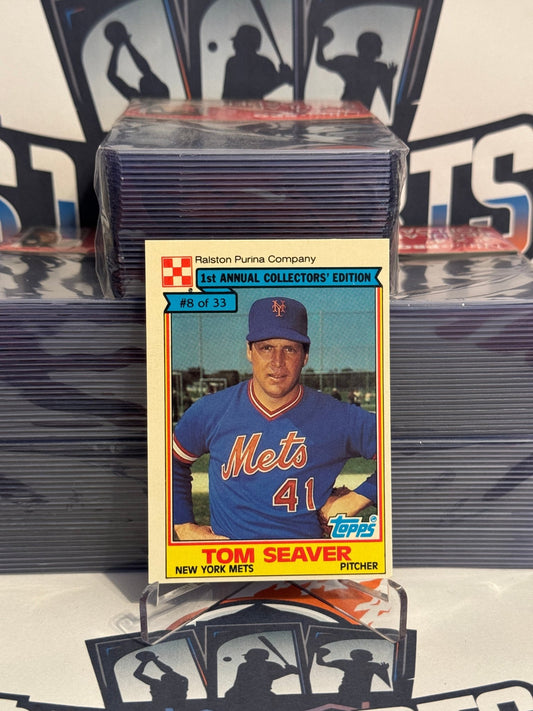 Ralston Purina Company
1st ANNUAL COLLECTORS' EDITION
#8 of 33
NY
Mets
41
topps
TOM SEAVER
NEW YORK METS
PITCHER